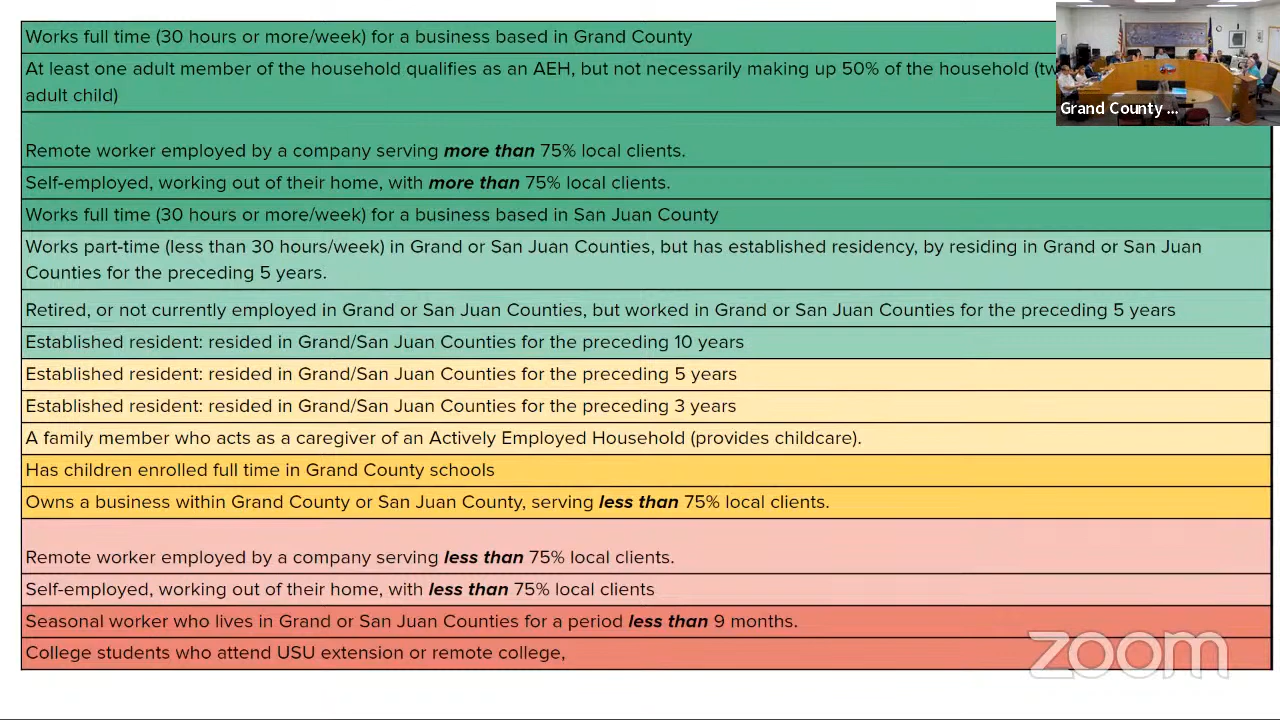 Works full time (30 hours or more/week) for a business based in Grand County
At least one adult member of the household qualifies as an AEH, but not necessarily making up 50% of the household
adult child)
Remote worker employed by a company serving more than 75% local clients.
Self-employed, working out of their home, with more than 75% local clients.
Works full time (30 hours or more/week) for a business based in San Juan County
Works part-time (less than 30 hours/week) in Grand or San Juan Counties, but has established residency, by residing in Grand or San Juan
Counties for the preceding 5 years.
Retired, or not currently employed in Grand or San Juan Counties, but worked in Grand or San Juan Counties for the preceding 5 years
Established resident: resided in Grand/San Juan Counties for the preceding 10 years
Established resident: resided in Grand/San Juan Counties for the preceding 5 years
Established resident: resided in Grand/San Juan Counties for the preceding 3 years
A family member who acts as a caregiver of an Actively Employed Household (provides childcare).
Has children enrolled full time in Grand County schools
Owns a business within Grand County or San Juan County, serving less than 75% local clients.
Remote worker employed by a company serving less than 75% local clients.
Self-employed, working out of their home, with less than 75% local clients
Seasonal worker who lives in Grand or San Juan Counties for a period less than 9 months.
College students who attend USU extension or remote college,
Grand County ...
zoom